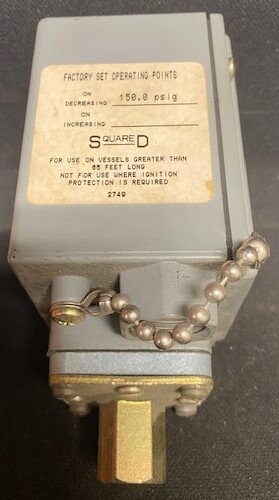 FACTORY SET OPERATING POINTS
ON
DECREASING 150.0 psig
ON
INCREASING
SQUARE D
FOR USE ON VESSELS GREATER THAN
65 FEET LONG
NOT FOR USE WHERE IGNITION
PROTECTION IS REQUIRED
2749